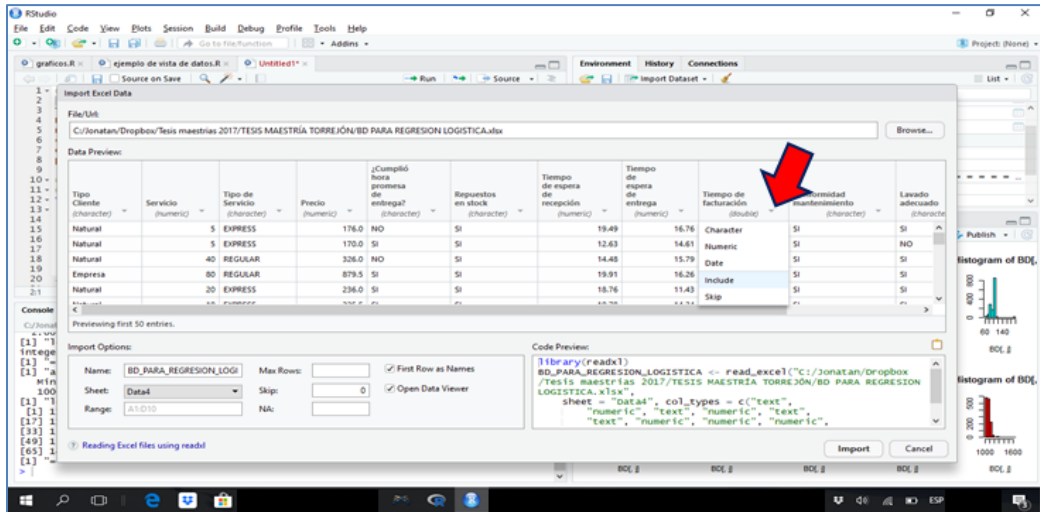 RStudio
File Edit Code View Plots Session Build Debug Profile Tools Help
Go to file/function Addins
Project: (None)
graficos.R ejemplo de vista de datos.R Untitled1*
Environment History Connections
Source on Save Run Source
Import Dataset List
Import Excel Data
File/Url:
C:/Jonatan/Dropbox/Tesis maestrias 2017/TESIS MAESTRÍA TORREJÓN/BD PARA REGRESION LOGISTICA.xlsx
Browse...
Data Preview:
Tipo Cliente (character)
Servicio (numeric)
Tipo de Servicio (character)
Precio (numeric)
¿Cumplió hora promesa de entrega? (character)
Repuestos en stock (character)
Tiempo de espera de recepción (numeric)
Tiempo de espera de entrega (numeric)
Tiempo de facturación (double)
mantenimiento (character)
Lavado adecuado
Natural 5 EXPRESS 176.0 NO SI 19.49 16.76 SI SI
Natural 5 EXPRESS 170.0 SI SI 12.63 14.61 SI NO
Natural 40 REGULAR 326.0 NO SI 14.48 15.79 SI SI
Empresa 80 REGULAR 879.5 SI SI 19.91 16.26 SI SI
Natural 20 EXPRESS 236.0 SI SI 18.76 11.43 SI SI
Character
Numeric
Date
Include
Skip
Previewing first 50 entries.
Import Options:
Name: BD_PARA_REGRESION_LOGI Max Rows: First Row as Names
Sheet: Data4 Skip: 0 Open Data Viewer
Range: A1:D10 NA:
Reading Excel files using readxl
Code Preview:
library(readxl)
BD_PARA_REGRESION_LOGISTICA <- read_excel("C:/Jonatan/Dropbox
/Tesis maestrias 2017/TESIS MAESTRÍA TORREJÓN/BD PARA REGRESION
LOGISTICA.xlsx",
sheet = "Data4", col_types = c("text",
"numeric", "text", "numeric", "text",
"text", "numeric", "numeric", "numeric",
Import Cancel
Publish
Histogram of BD[,
60 140
Histogram of BD[,
1000 1600
Console
ESP